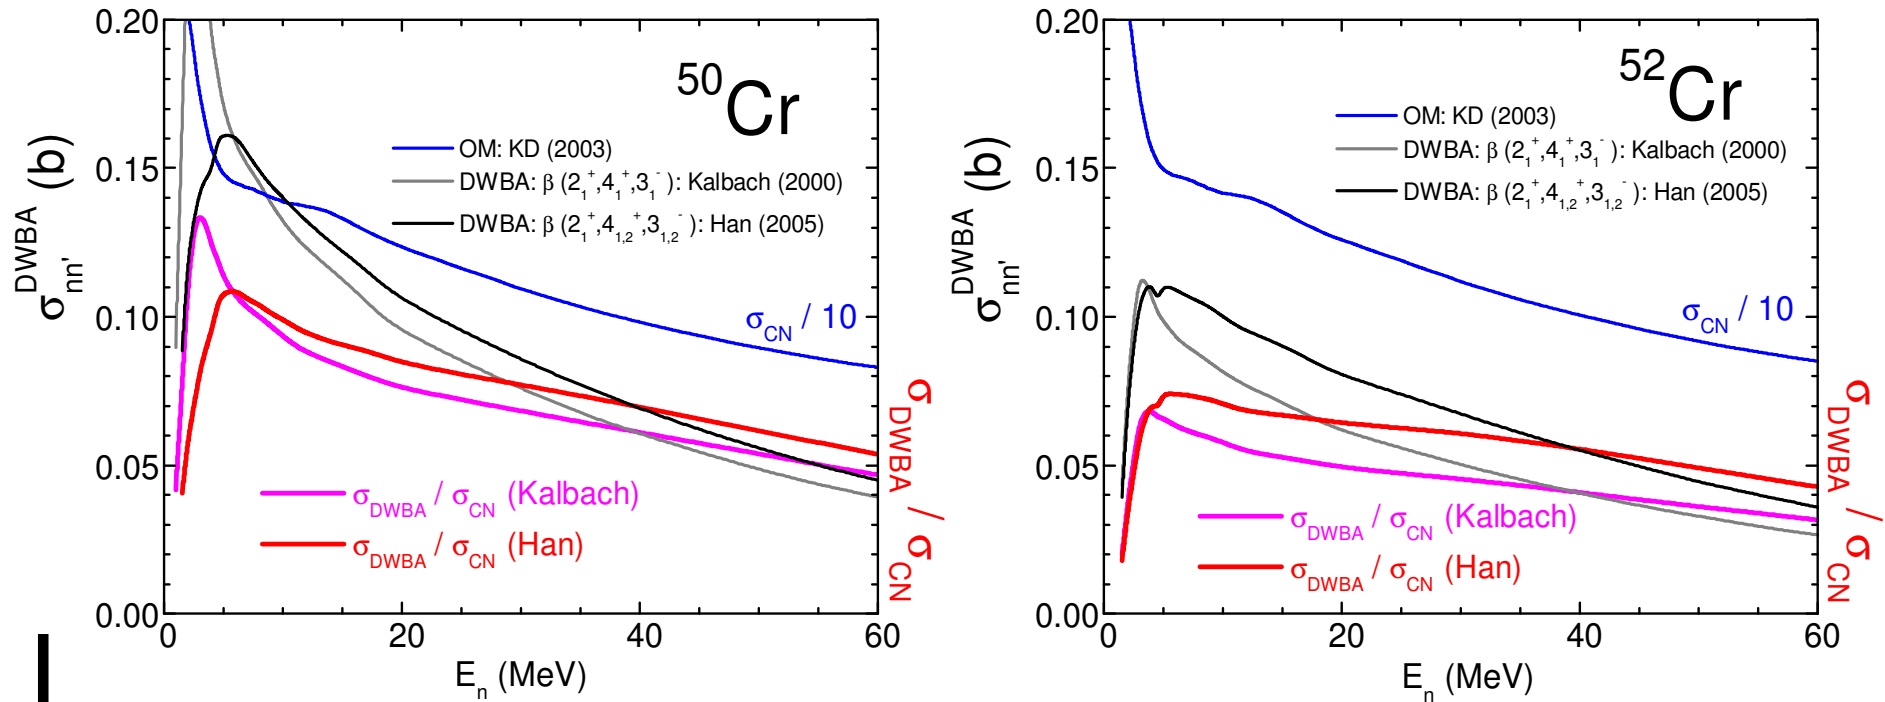 0.20
0.15
0.10
0.05
0.00
0
20
40
60
σnn'DWBA (b)
En (MeV)
50Cr
OM: KD (2003)
DWBA: β (21+,41+,31-): Kalbach (2000)
DWBA: β (21+,41,2+,31,2-): Han (2005)
σCN / 10
σDWBA / σCN (Kalbach)
σDWBA / σCN (Han)
σDWBA / σCN
0.20
0.15
0.10
0.05
0.00
0
20
40
60
σnn'DWBA (b)
En (MeV)
52Cr
OM: KD (2003)
DWBA: β (21+,41+,31-): Kalbach (2000)
DWBA: β (21+,41,2+,31,2-): Han (2005)
σCN / 10
σDWBA / σCN (Kalbach)
σDWBA / σCN (Han)
σDWBA / σCN